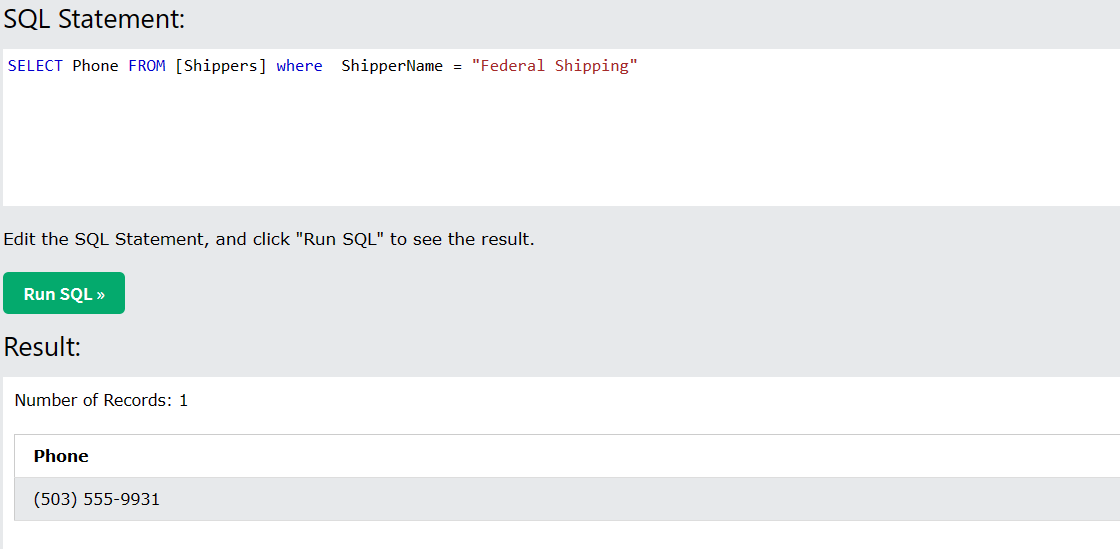 SQL Statement:
SELECT Phone FROM [Shippers] where  ShipperName = "Federal Shipping"
Edit the SQL Statement, and click "Run SQL" to see the result.
Run SQL »
Result:
Number of Records: 1
Phone
(503) 555-9931